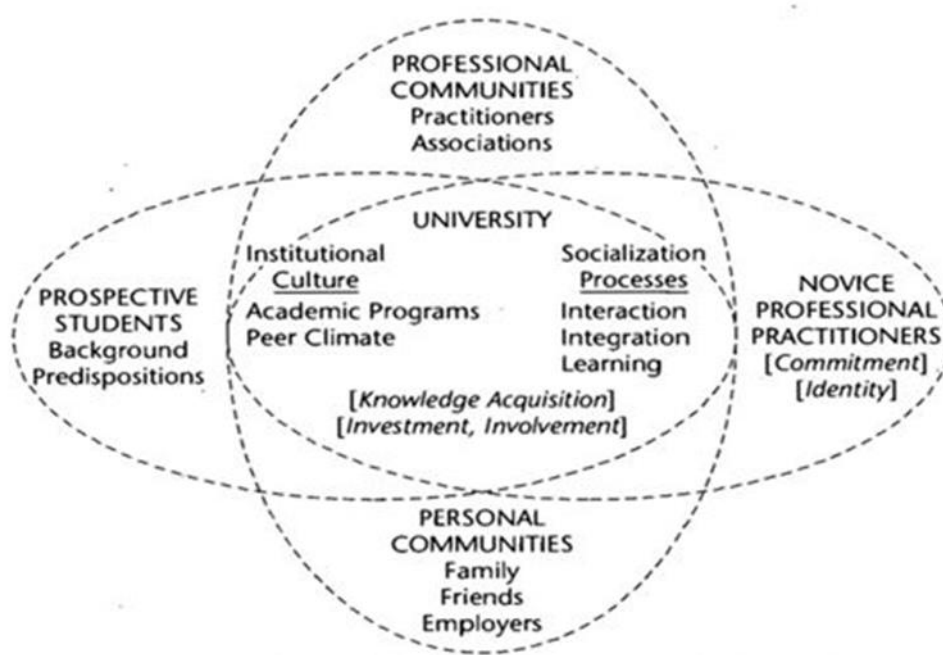 PROFESSIONAL
COMMUNITIES
Practitioners
Associations
UNIVERSITY
Institutional
Culture
Academic Programs
Peer Climate
Socialization
Processes
Interaction
Integration
Learning
[Knowledge Acquisition]
[Investment, Involvement]
PROSPECTIVE
STUDENTS
Background
Predispositions
NOVICE
PROFESSIONAL
PRACTITIONERS
[Commitment]
[Identity]
PERSONAL
COMMUNITIES
Family
Friends
Employers